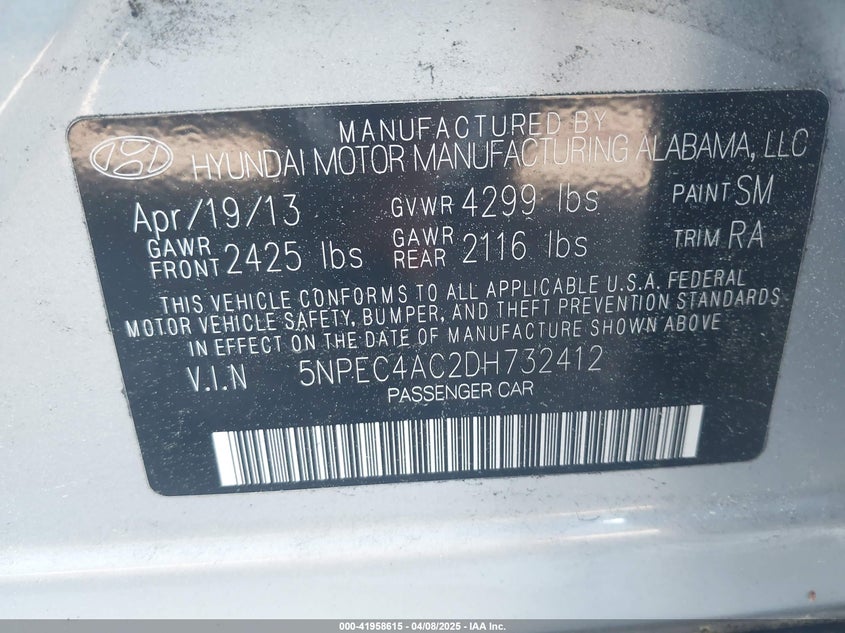 MANUFACTURED BY
HYUNDAI MOTOR MANUFACTURING ALABAMA, LLC
Apr/19/13 GVWR 4299 lbs PAINT SM
GAWR FRONT 2425 lbs GAWR REAR 2116 lbs TRIM RA
THIS VEHICLE CONFORMS TO ALL APPLICABLE U.S.A. FEDERAL
MOTOR VEHICLE SAFETY, BUMPER, AND THEFT PREVENTION STANDARDS
IN EFFECT ON THE DATE OF MANUFACTURE SHOWN ABOVE
V.I.N 5NPEC4AC2DH732412
PASSENGER CAR
000-41958615 - 04/08/2025 - IAA Inc.